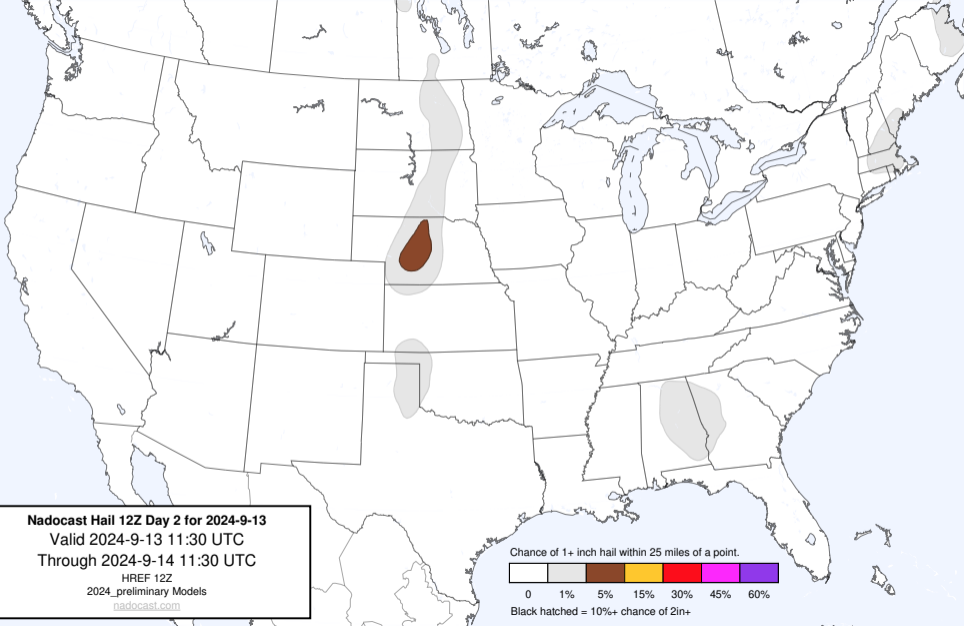 Nadocast Hail 12Z Day 2 for 2024-9-13
Valid 2024-9-13 11:30 UTC
Through 2024-9-14 11:30 UTC
HREF 12Z
2024_preliminary Models
nadocast.com
Chance of 1+ inch hail within 25 miles of a point.
0 1% 5% 15% 30% 45% 60%
Black hatched = 10%+ chance of 2in+